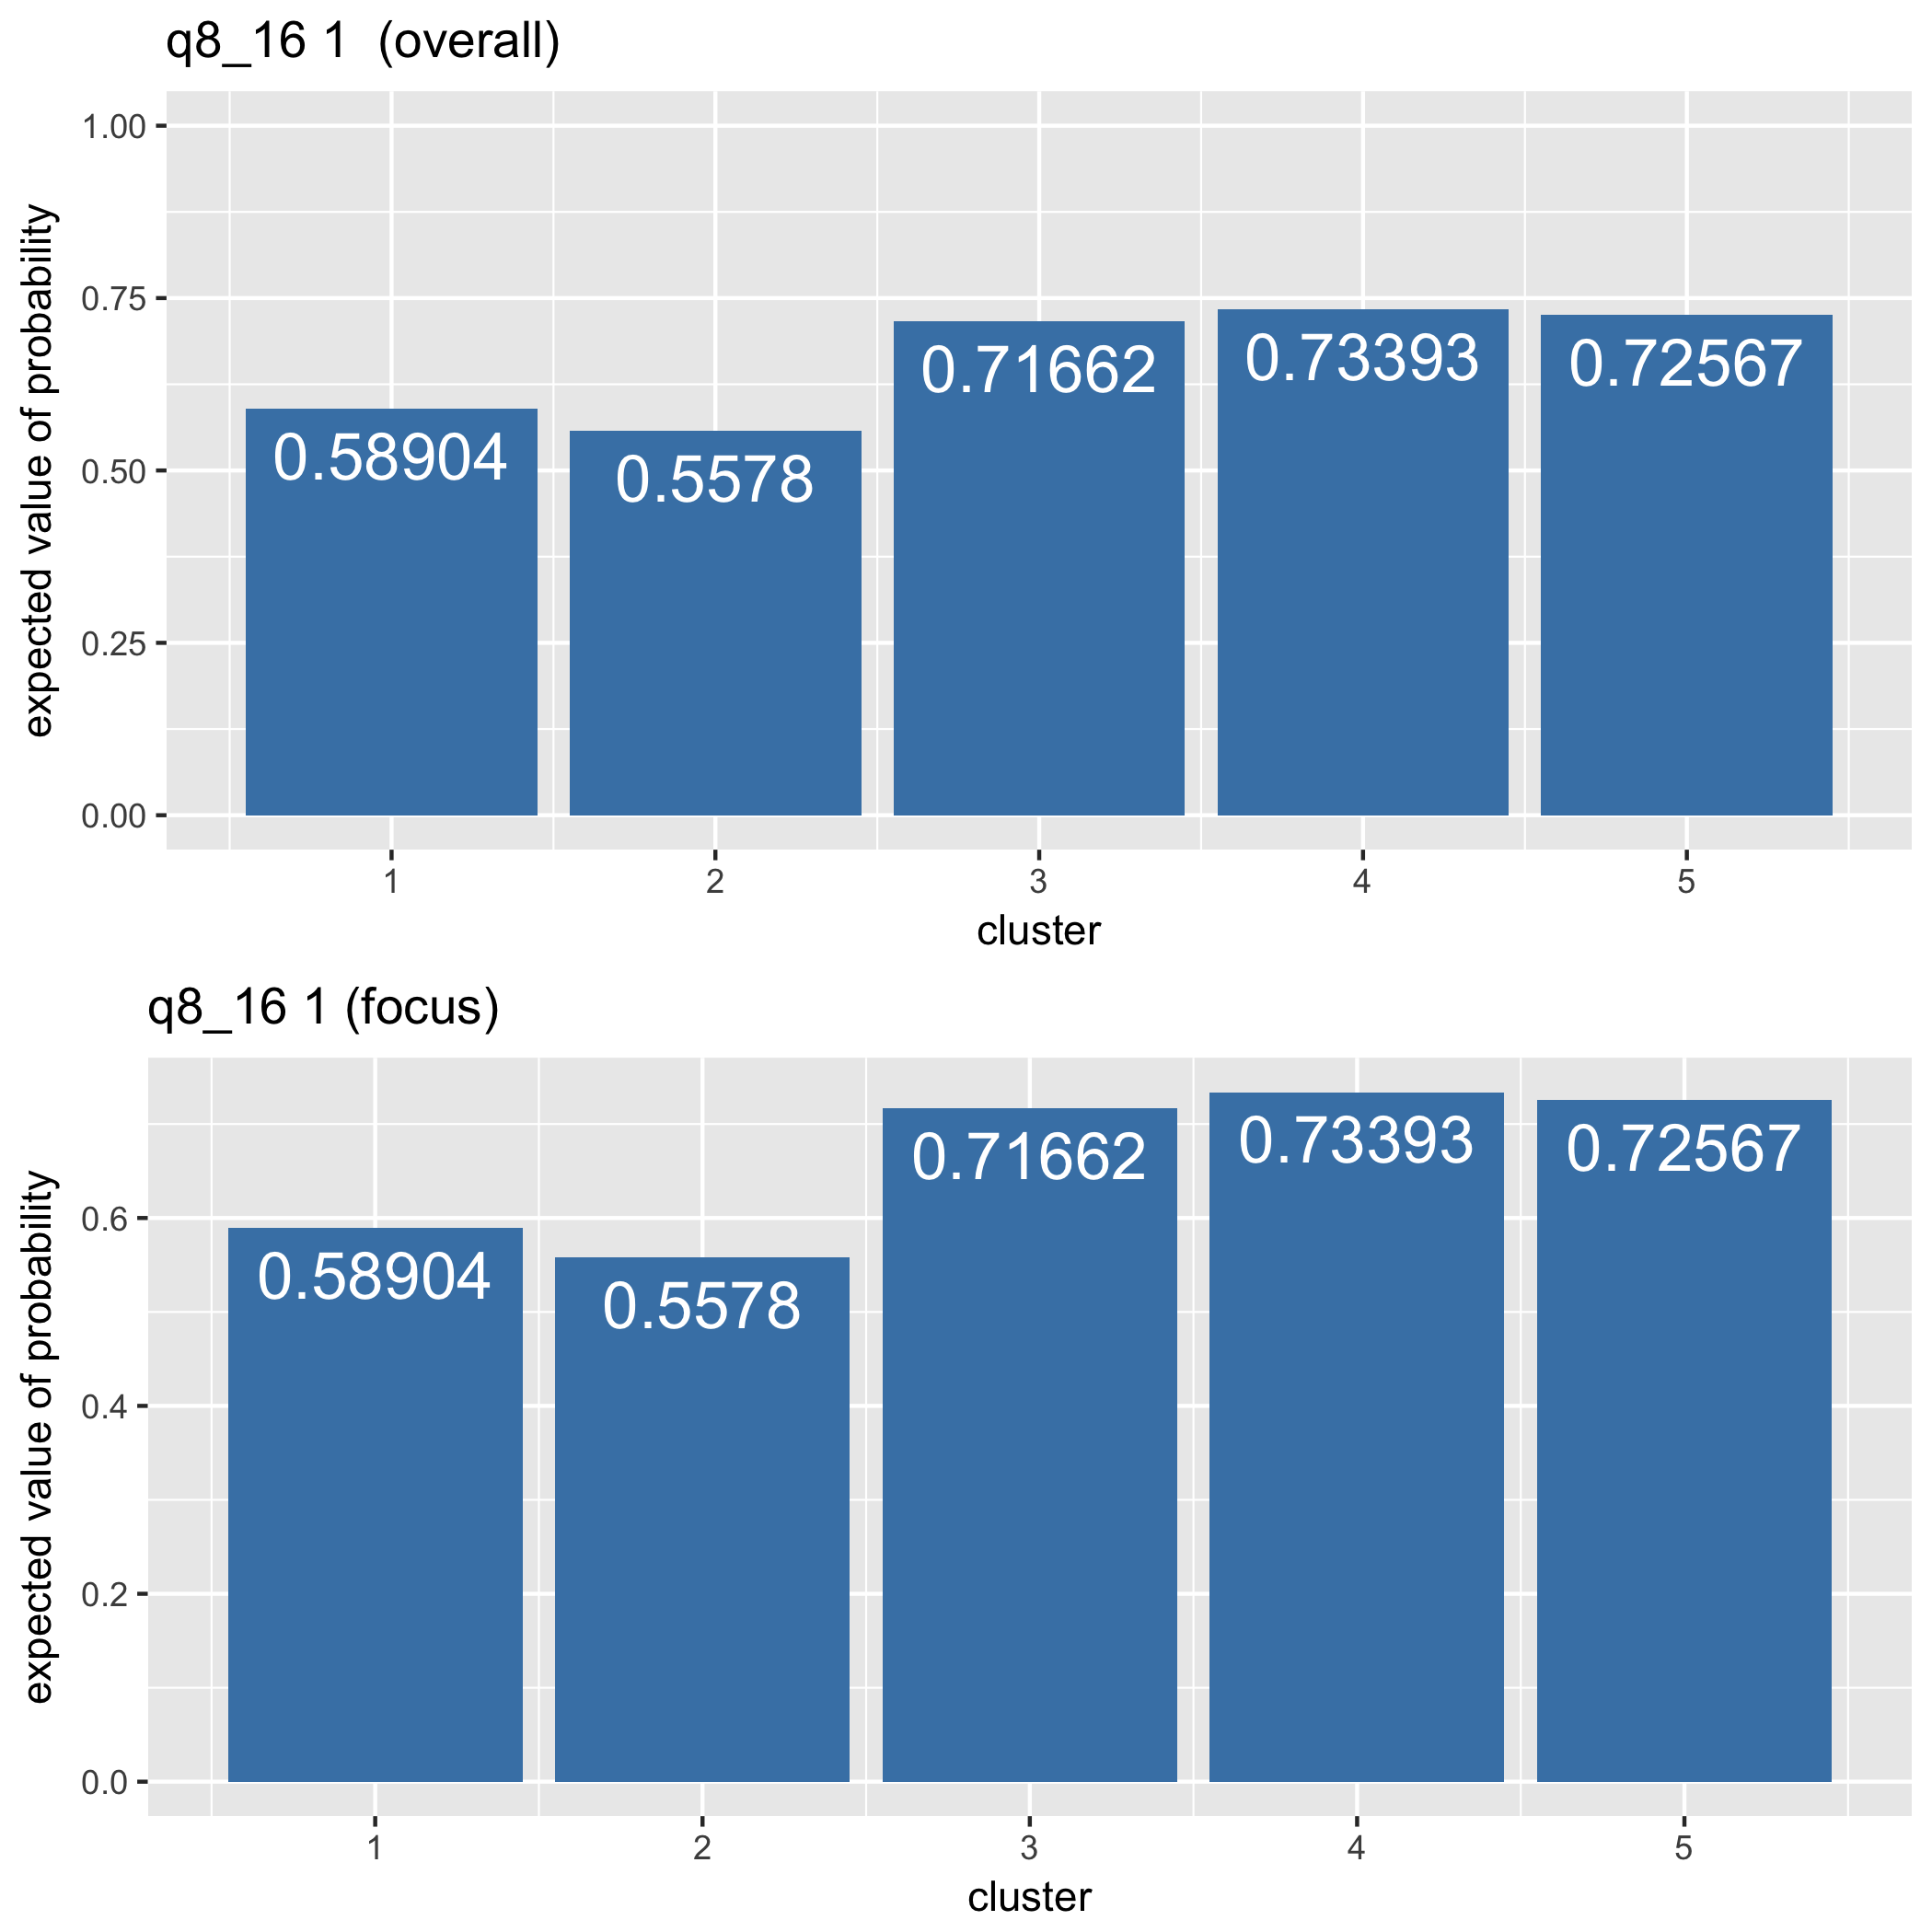 q8_16 1  (overall)
expected value of probability
1.00
0.75
0.50
0.25
0.00
0.58904
0.5578
0.71662
0.73393
0.72567
1 2 3 4 5
cluster
q8_16 1 (focus)
expected value of probability
0.6
0.4
0.2
0.0
0.58904
0.5578
0.71662
0.73393
0.72567
1 2 3 4 5
cluster